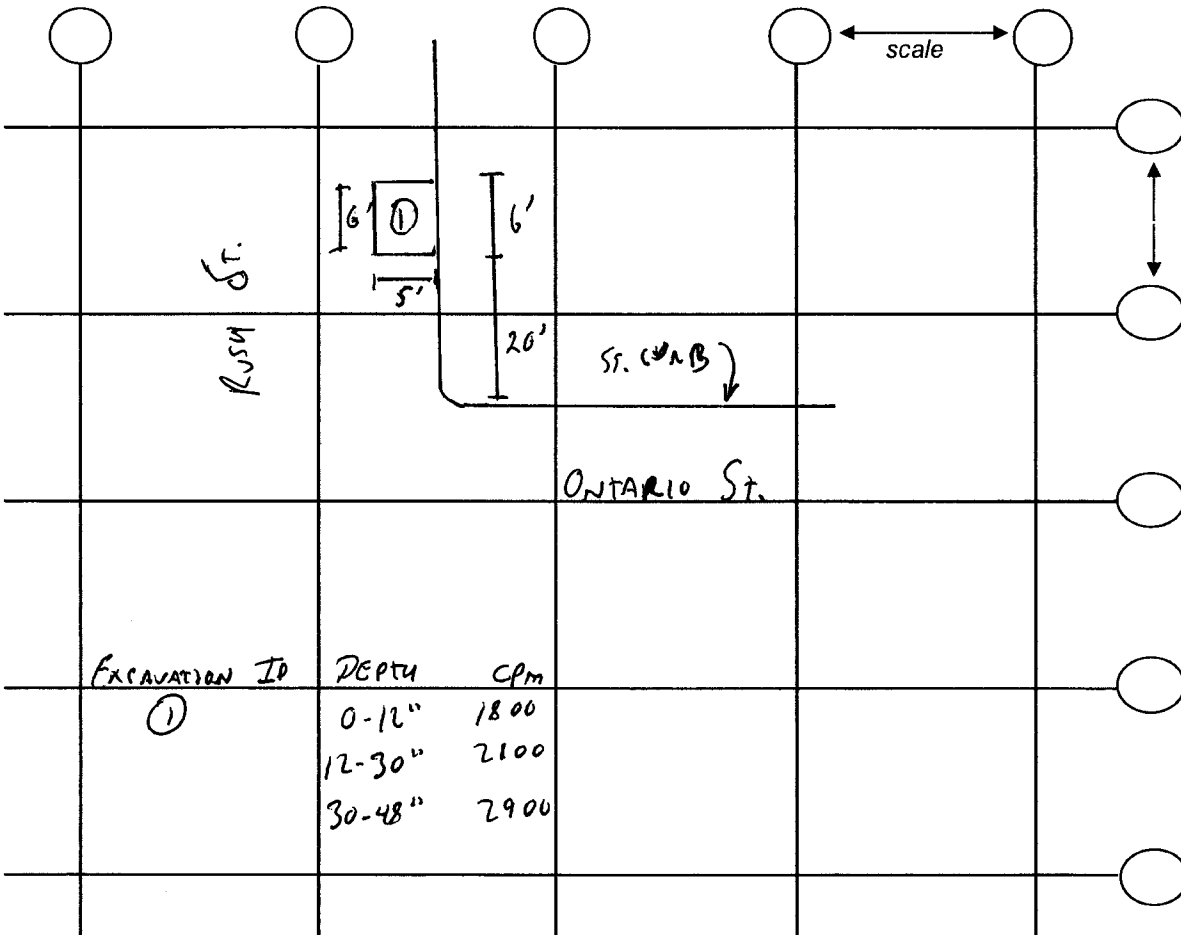 scale
6' ① 6'
5'
20'
RUSH ST.
ST. CURB
ONTARIO ST.
EXCAVATION ID DEPTH CPM
① 0-12" 1800
12-30" 2100
30-48" 2900